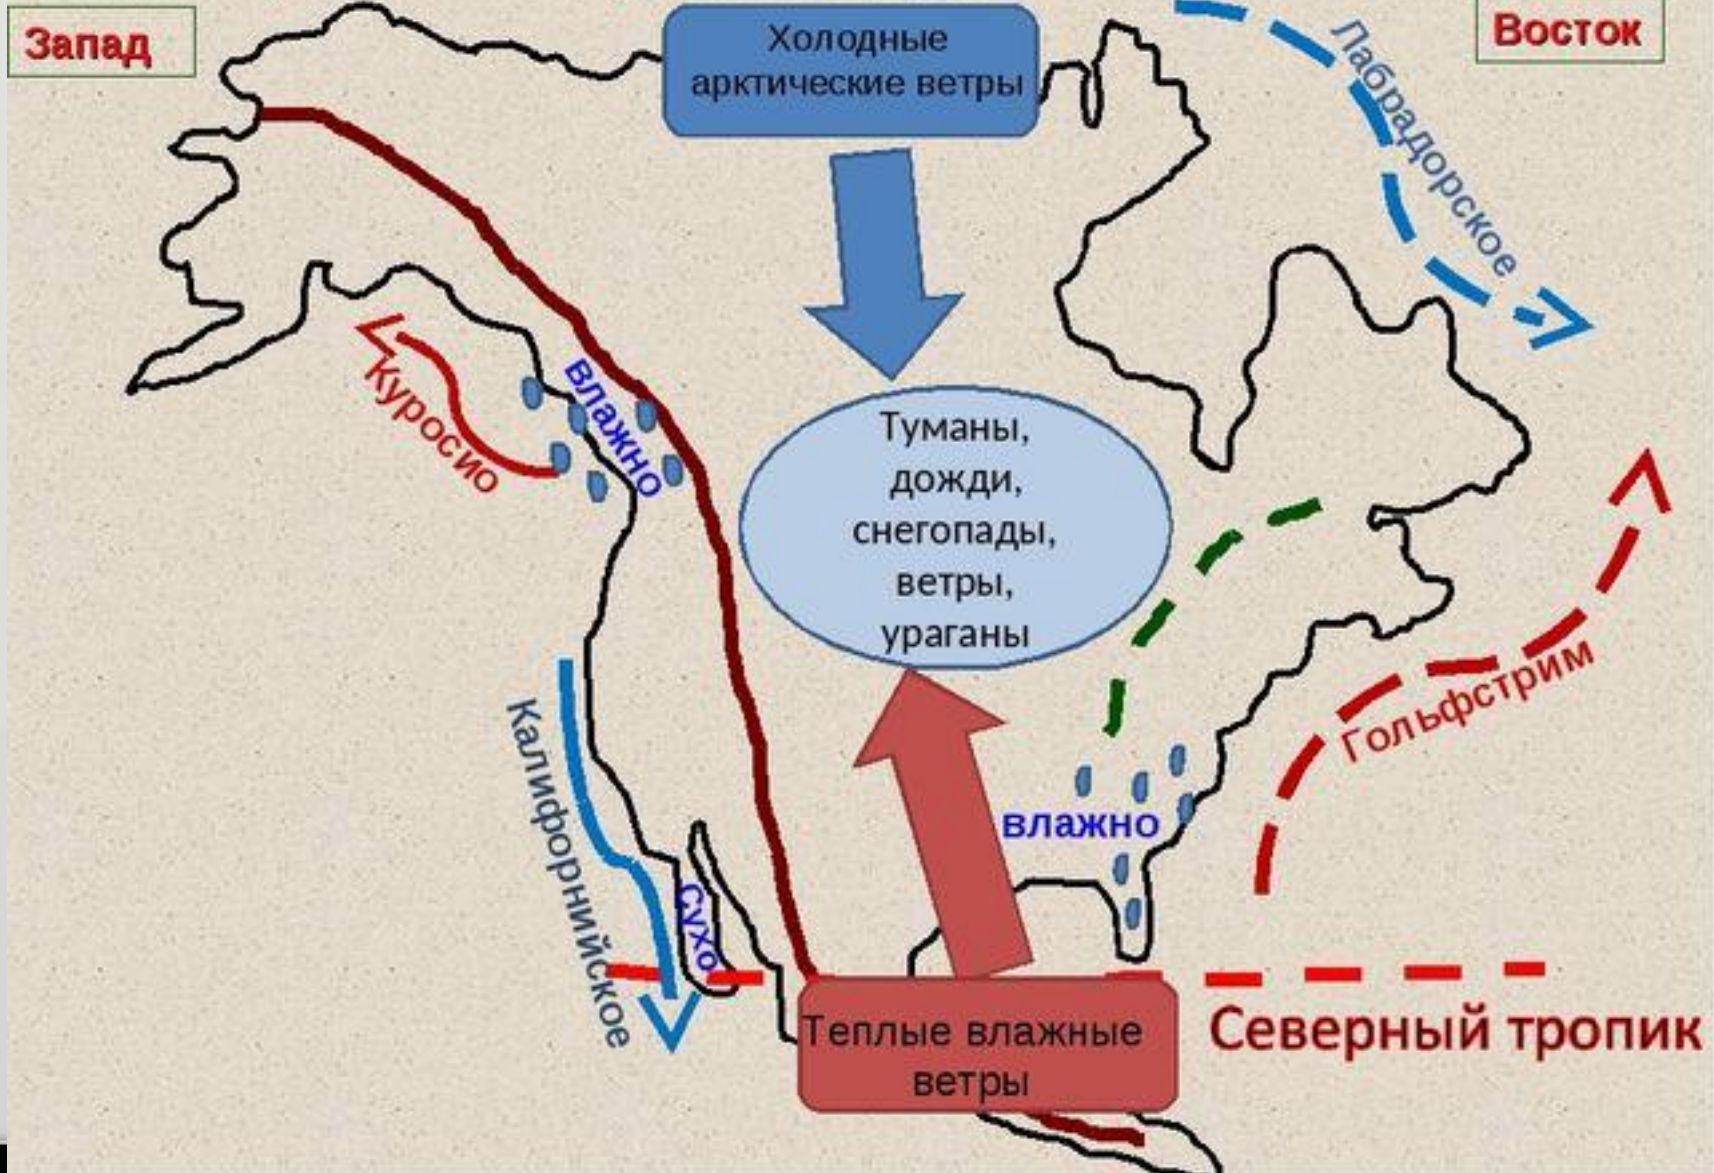 Запад
Холодные
арктические ветры
Восток
Лабрадорское
Куросио
влажно
Туманы,
дожди,
снегопады,
ветры,
ураганы
Гольфстрим
Калифорнийское
влажно
Сухо
Северный тропик
Теплые влажные
ветры